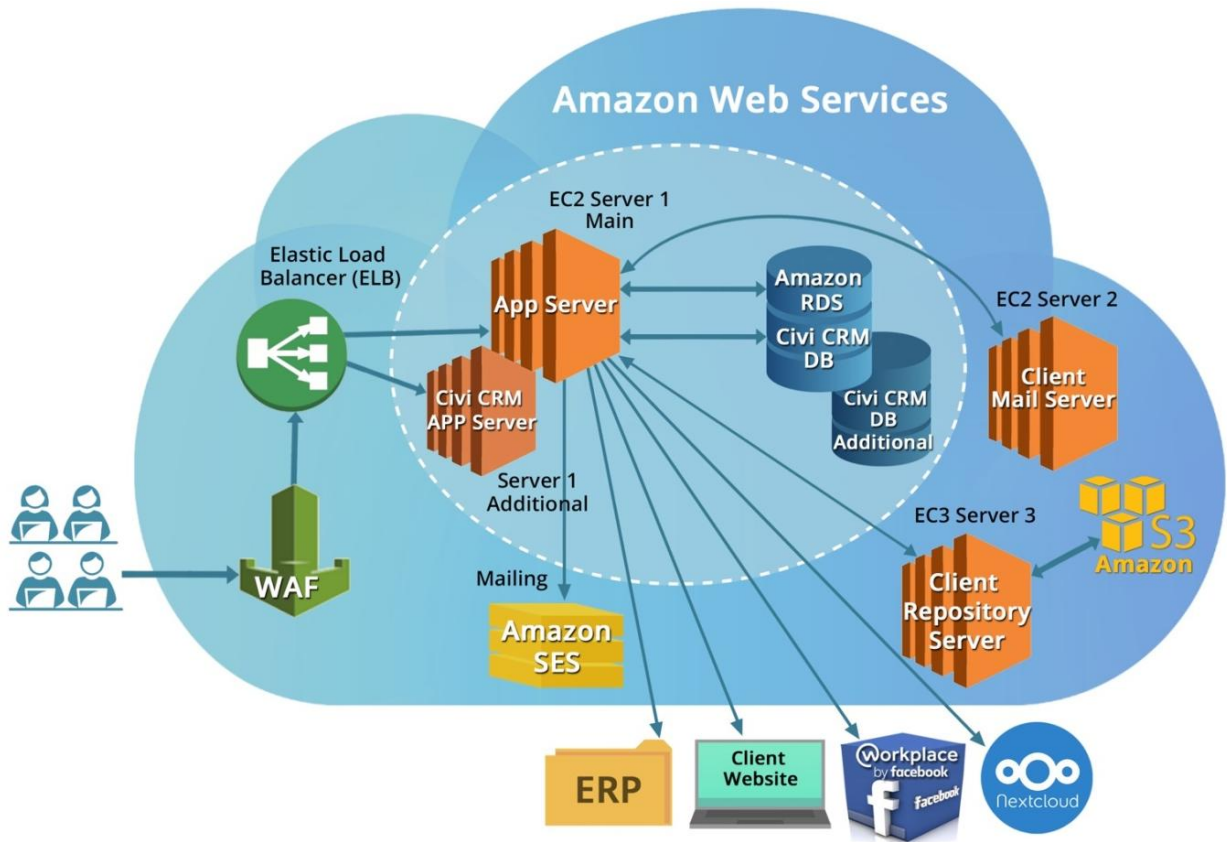 Amazon Web Services
EC2 Server 1
Main
Elastic Load
Balancer (ELB)
App Server
Amazon
RDS
Civi CRM
DB
EC2 Server 2
Client
Mail Server
Civi CRM
APP Server
Civi CRM
DB
Additional
Server 1
Additional
WAF
EC3 Server 3
S3
Amazon
Client
Repository
Server
Mailing
Amazon
SES
ERP
Client
Website
Workplace
by facebook
f
facebook
Nextcloud